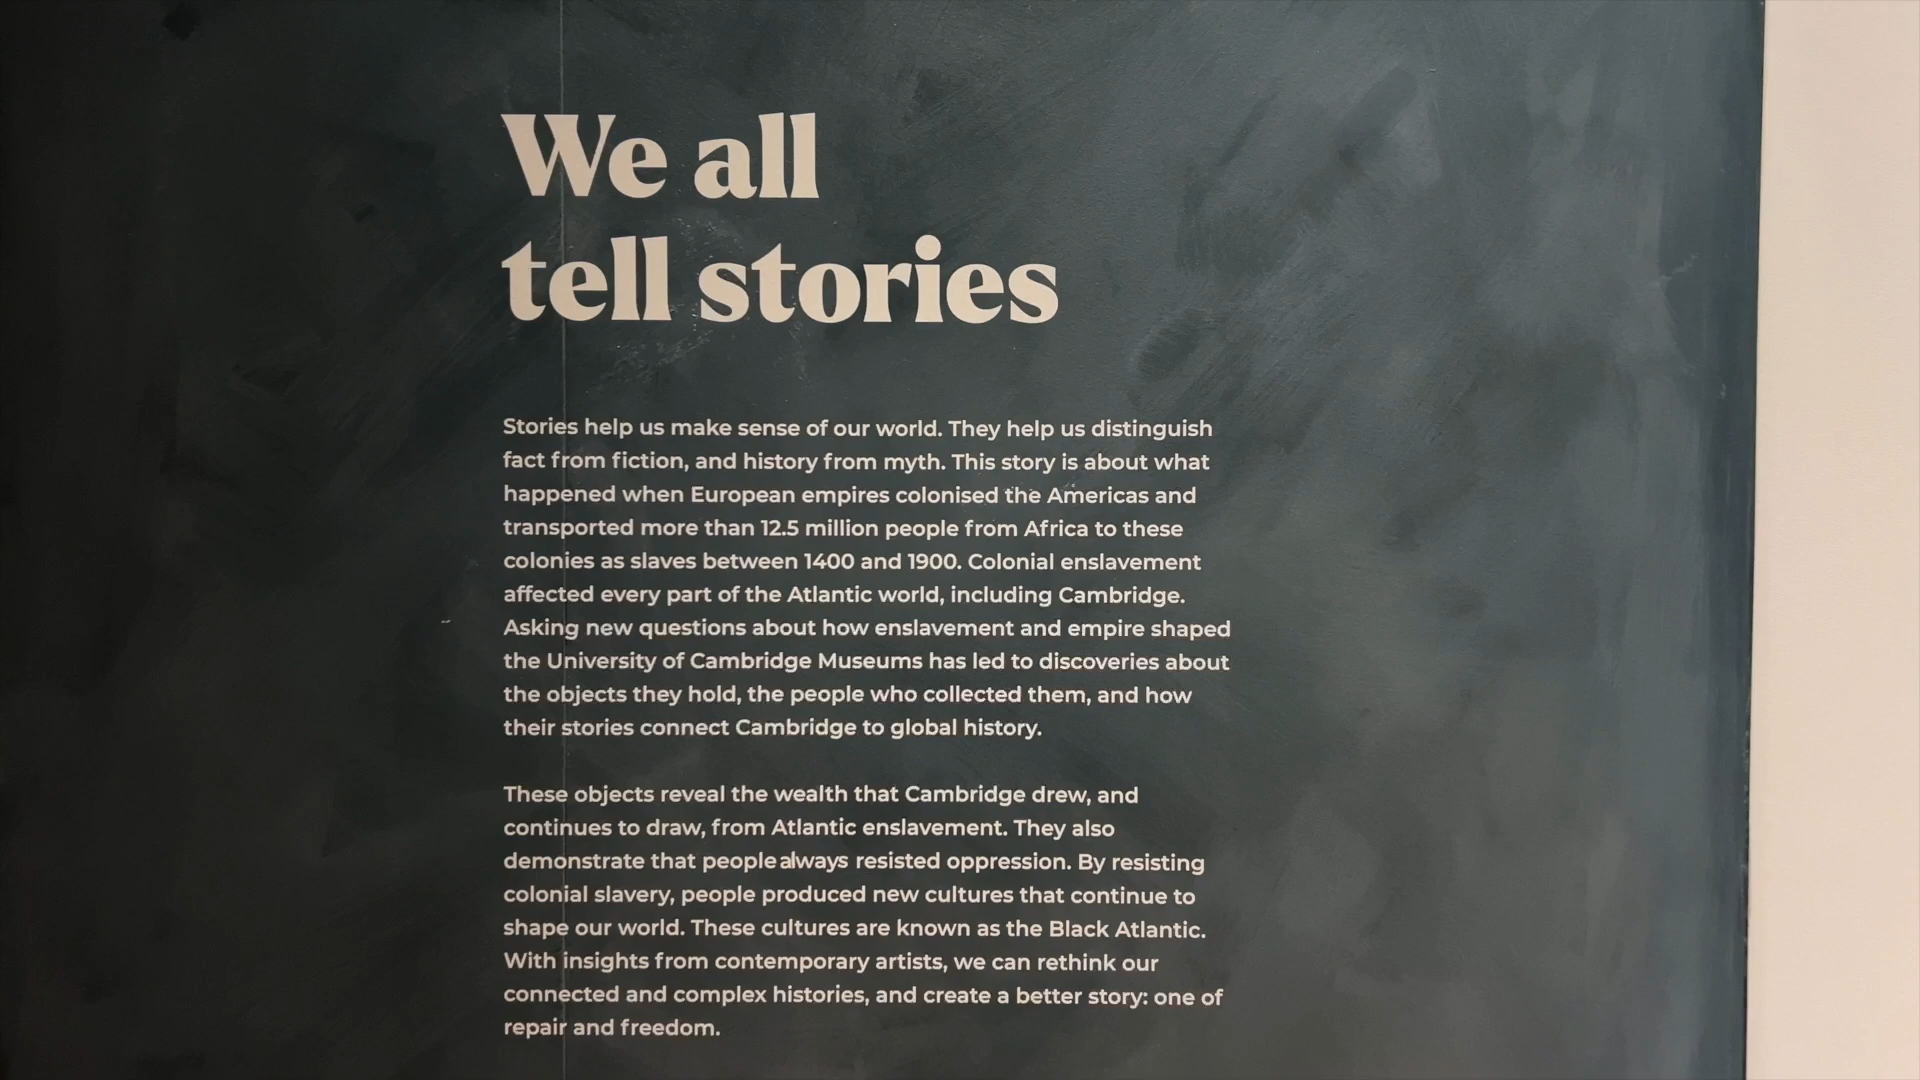 We all
tell stories
Stories help us make sense of our world. They help us distinguish
fact from fiction, and history from myth. This story is about what
happened when European empires colonised the Americas and
transported more than 12.5 million people from Africa to these
colonies as slaves between 1400 and 1900. Colonial enslavement
affected every part of the Atlantic world, including Cambridge.
Asking new questions about how enslavement and empire shaped
the University of Cambridge Museums has led to discoveries about
the objects they hold, the people who collected them, and how
their stories connect Cambridge to global history.
These objects reveal the wealth that Cambridge drew, and
continues to draw, from Atlantic enslavement. They also
demonstrate that people always resisted oppression. By resisting
colonial slavery, people produced new cultures that continue to
shape our world. These cultures are known as the Black Atlantic.
With insights from contemporary artists, we can rethink our
connected and complex histories, and create a better story: one of
repair and freedom.